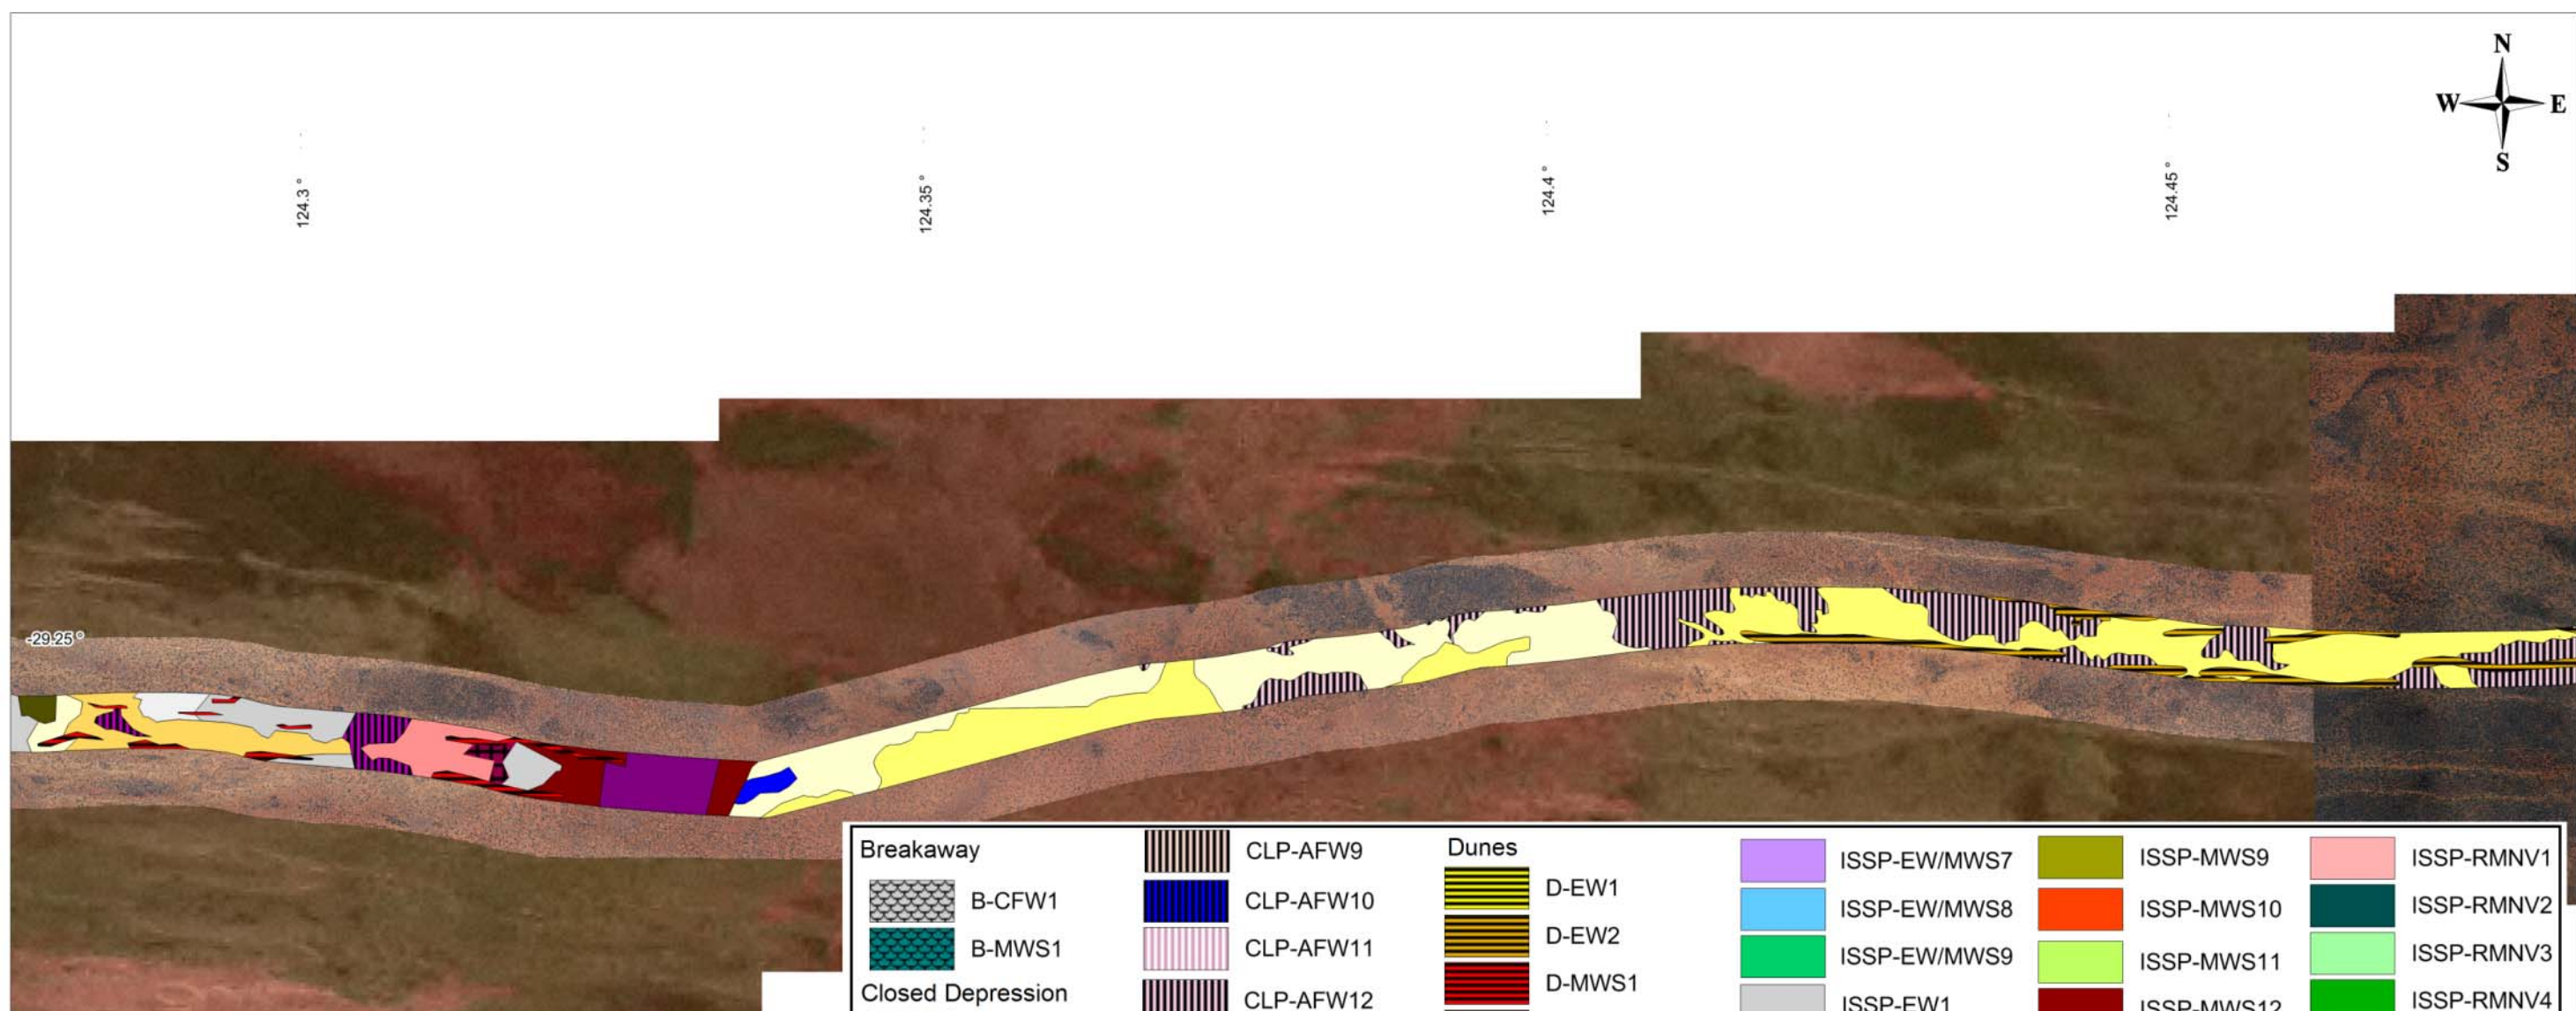 N
W E
S
124.3 °
124.35 °
124.4 °
124.45 °
-29.25 °
Breakaway
B-CFW1
B-MWS1
Closed Depression
CLP-AFW9
CLP-AFW10
CLP-AFW11
CLP-AFW12
Dunes
D-EW1
D-EW2
D-MWS1
ISSP-EW/MWS7
ISSP-EW/MWS8
ISSP-EW/MWS9
ISSP-EW1
ISSP-MWS9
ISSP-MWS10
ISSP-MWS11
ISSP-MWS12
ISSP-RMNV1
ISSP-RMNV2
ISSP-RMNV3
ISSP-RMNV4